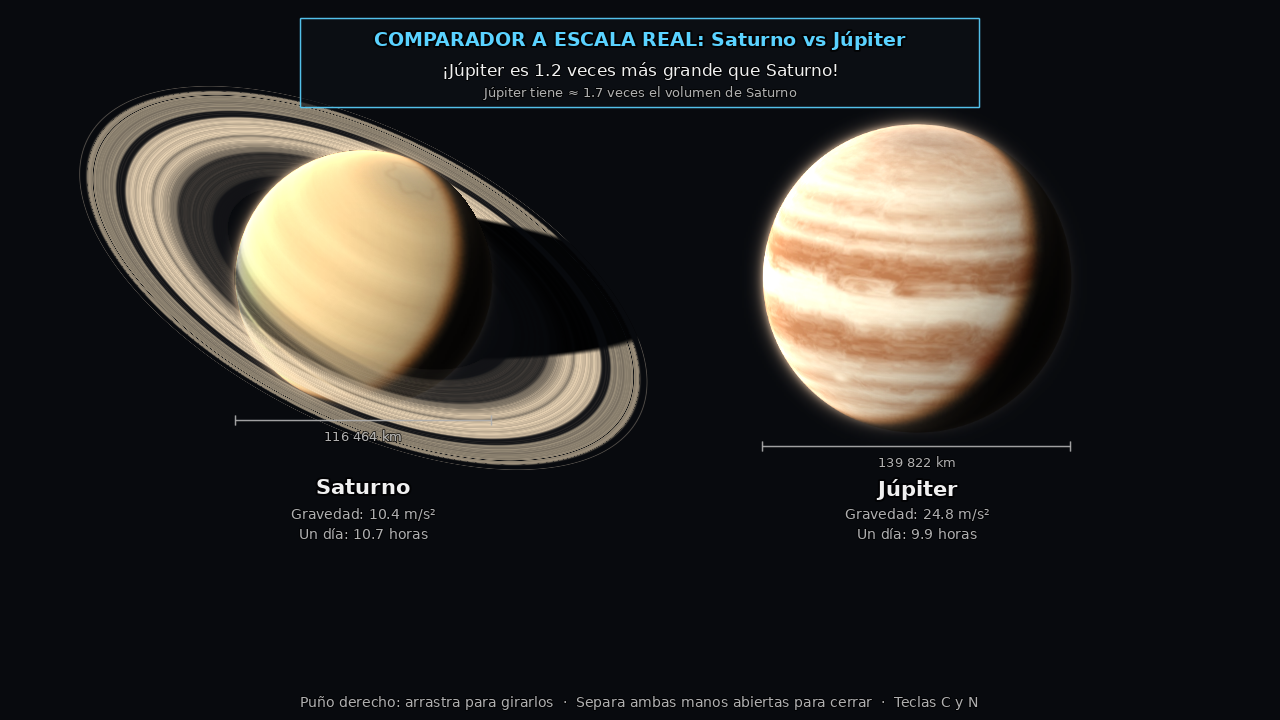 COMPARADOR A ESCALA REAL: Saturno vs Júpiter
¡Júpiter es 1.2 veces más grande que Saturno!
Júpiter tiene ≈ 1.7 veces el volumen de Saturno
116 464 km
Saturno
Gravedad: 10.4 m/s²
Un día: 10.7 horas
139 822 km
Júpiter
Gravedad: 24.8 m/s²
Un día: 9.9 horas
Puño derecho: arrastra para girarlos · Separa ambas manos abiertas para cerrar · Teclas C y N